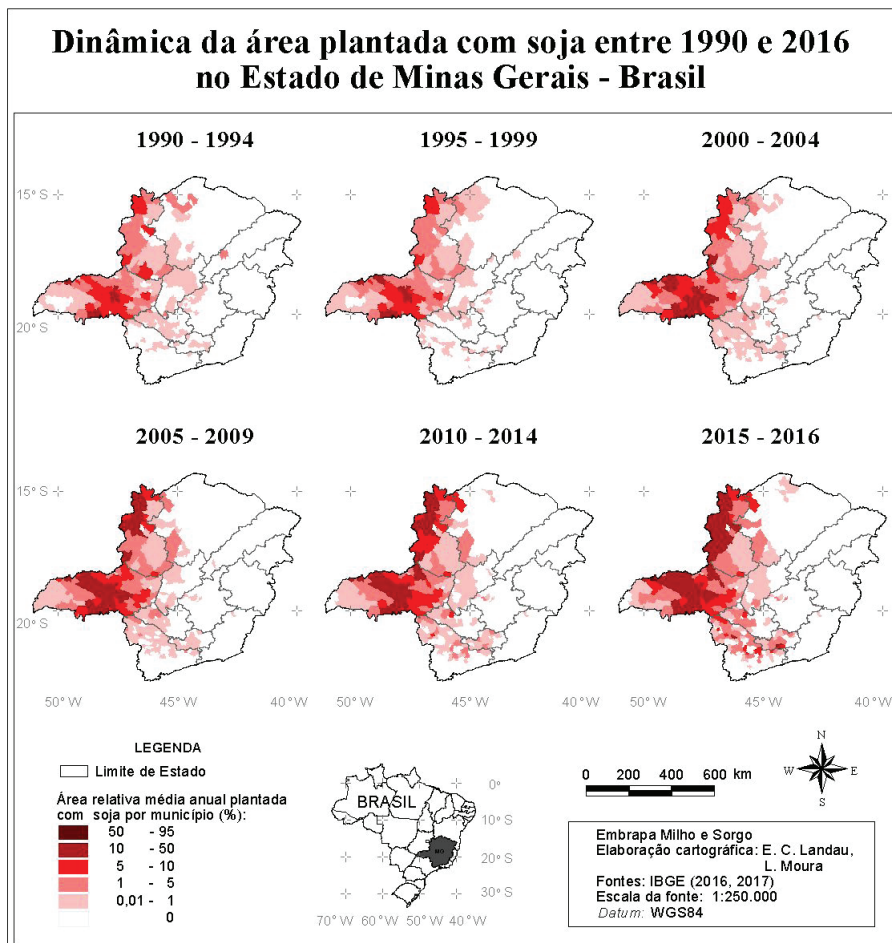 Dinâmica da área plantada com soja entre 1990 e 2016
no Estado de Minas Gerais - Brasil
1990 - 1994
1995 - 1999
2000 - 2004
15° S
20° S
2005 - 2009
2010 - 2014
2015 - 2016
15° S
20° S
50° W
45° W
40° W
45° W
40° W
50° W
45° W
40° W
LEGENDA
Limite de Estado
Área relativa média anual plantada
com soja por município (%):
50 - 95
10 - 50
5 - 10
1 - 5
0,01 - 1
0
BRASIL
MG
0°
10° S
20° S
30° S
70° W 60° W 50° W 40° W
0 200 400 600 km
N
W E
S
Embrapa Milho e Sorgo
Elaboração cartográfica: E. C. Landau,
L. Moura
Fontes: IBGE (2016, 2017)
Escala da fonte: 1:250.000
Datum: WGS84